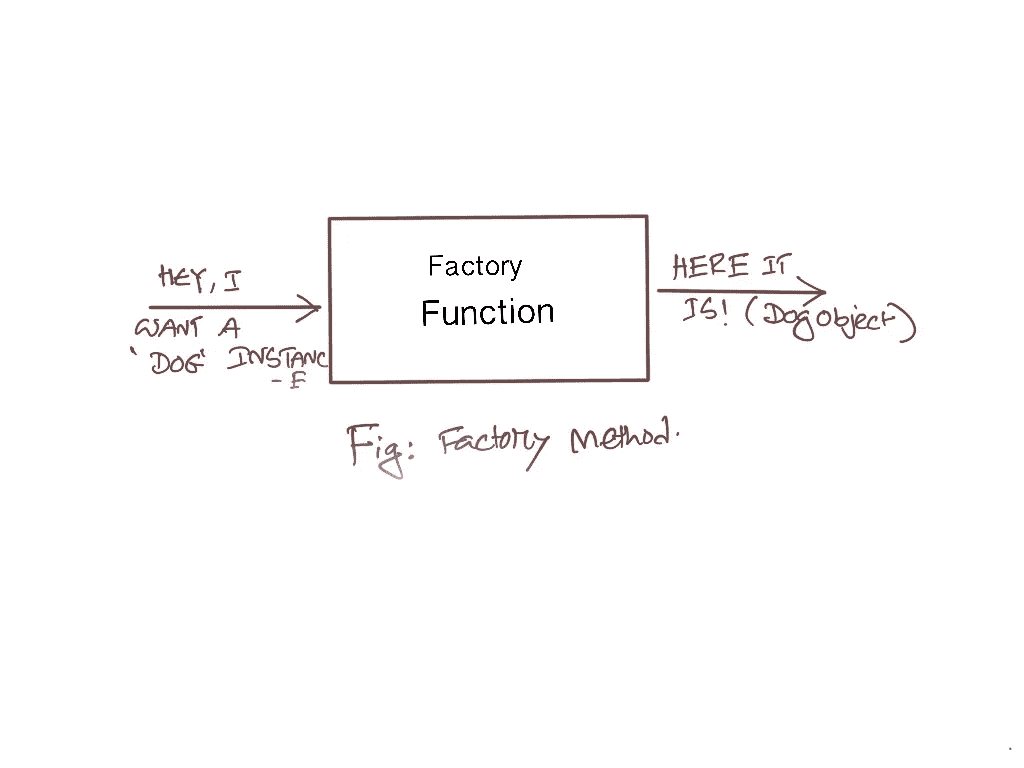 HEY, I
WANT A
'DOG' INSTANC
- E
Factory
Function
HERE IT
IS! (Dog Object)
Fig: Factory Method.